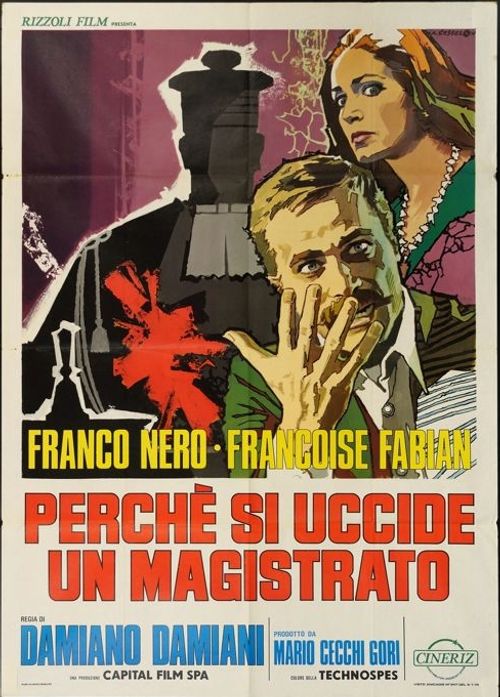 RIZZOLI FILM PRESENTA
FRANCO NERO · FRANCOISE FABIAN
PERCHÈ SI UCCIDE
UN MAGISTRATO
REGIA DI
DAMIANO DAMIANI
UNA PRODUZIONE CAPITAL FILM SPA
PRODOTTO DA
MARIO CECCHI GORI
COLORE DELLA TECHNOSPES
CINERIZ